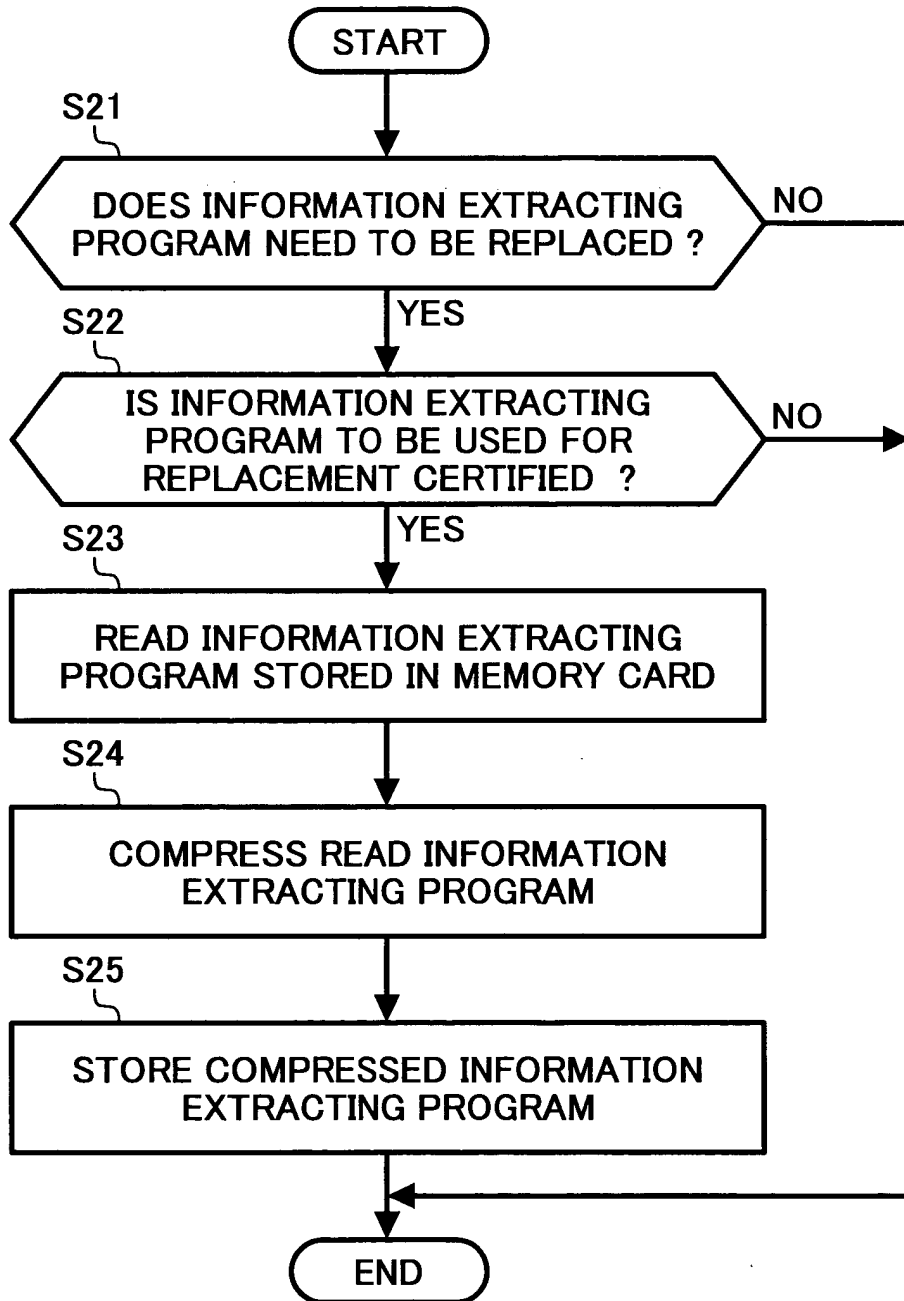 START
S21
DOES INFORMATION EXTRACTING
PROGRAM NEED TO BE REPLACED ?
NO
YES
S22
IS INFORMATION EXTRACTING
PROGRAM TO BE USED FOR
REPLACEMENT CERTIFIED ?
NO
YES
S23
READ INFORMATION EXTRACTING
PROGRAM STORED IN MEMORY CARD
S24
COMPRESS READ INFORMATION
EXTRACTING PROGRAM
S25
STORE COMPRESSED INFORMATION
EXTRACTING PROGRAM
END